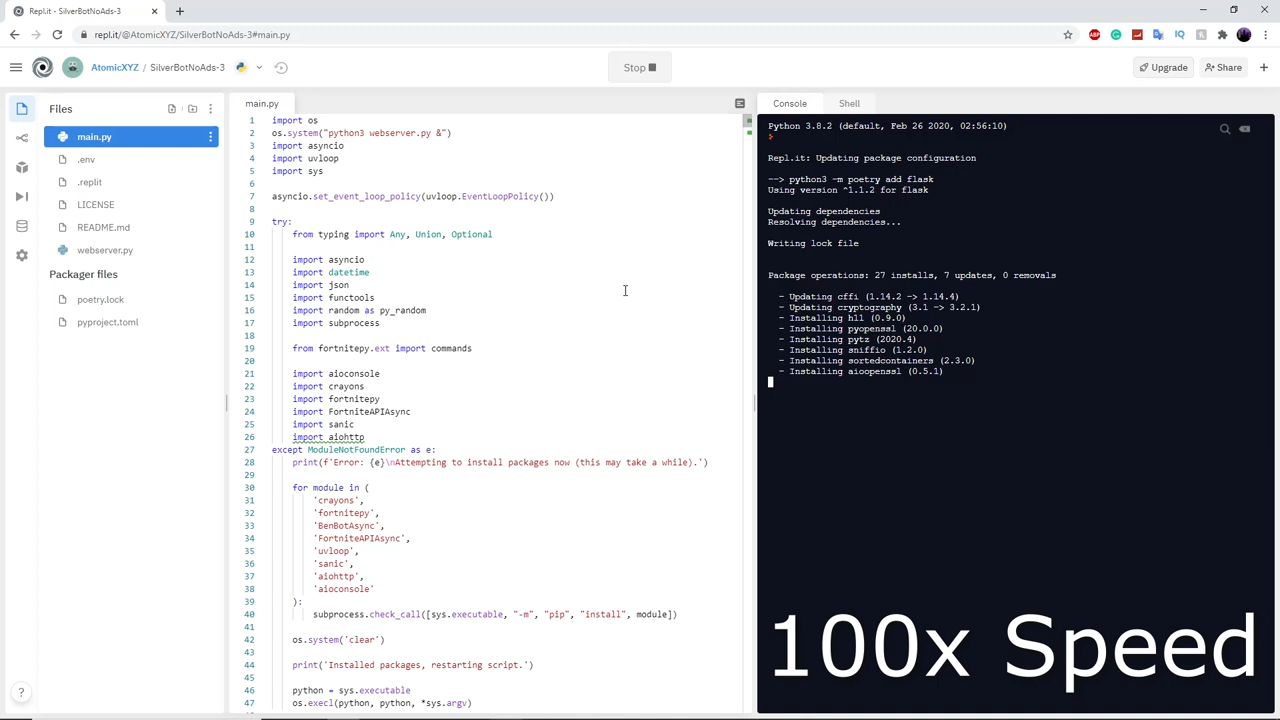 Repl.it - SilverBotNoAds-3
repl.it/@AtomicXYZ/SilverBotNoAds-3#main.py
ABP
IQ
AtomicXYZ / SilverBotNoAds-3
Stop
Upgrade
Share
Files
main.py
.env
.replit
LICENSE
README.md
webserver.py
Packager files
poetry.lock
pyproject.toml
?
main.py
1 import os
2 os.system("python3 webserver.py &")
3 import asyncio
4 import uvloop
5 import sys
6
7 asyncio.set_event_loop_policy(uvloop.EventLoopPolicy())
8
9 try:
10 from typing import Any, Union, Optional
11
12 import asyncio
13 import datetime
14 import json
15 import functools
16 import random as py_random
17 import subprocess
18
19 from fortnitepy.ext import commands
20
21 import aioconsole
22 import crayons
23 import fortnitepy
24 import FortniteAPIAsync
25 import sanic
26 import aiohttp
27 except ModuleNotFoundError as e:
28 print(f'Error: {e}\nAttempting to install packages now (this may take a while).')
29
30 for module in (
31 'crayons',
32 'fortnitepy',
33 'BenBotAsync',
34 'FortniteAPIAsync',
35 'uvloop',
36 'sanic',
37 'aiohttp',
38 'aioconsole'
39 ):
40 subprocess.check_call([sys.executable, "-m", "pip", "install", module])
41
42 os.system('clear')
43
44 print('Installed packages, restarting script.')
45
46 python = sys.executable
47 os.execl(python, python, *sys.argv)
Console
Shell
Python 3.8.2 (default, Feb 26 2020, 02:56:10)
Repl.it: Updating package configuration
--> python3 -m poetry add flask
Using version ^1.1.2 for flask
Updating dependencies
Resolving dependencies...
Writing lock file
Package operations: 27 installs, 7 updates, 0 removals
- Updating cffi (1.14.2 -> 1.14.4)
- Updating cryptography (3.1 -> 3.2.1)
- Installing h11 (0.9.0)
- Installing pyopenssl (20.0.0)
- Installing pytz (2020.4)
- Installing sniffio (1.2.0)
- Installing sortedcontainers (2.3.0)
- Installing aioopenssl (0.5.1)
100x Speed